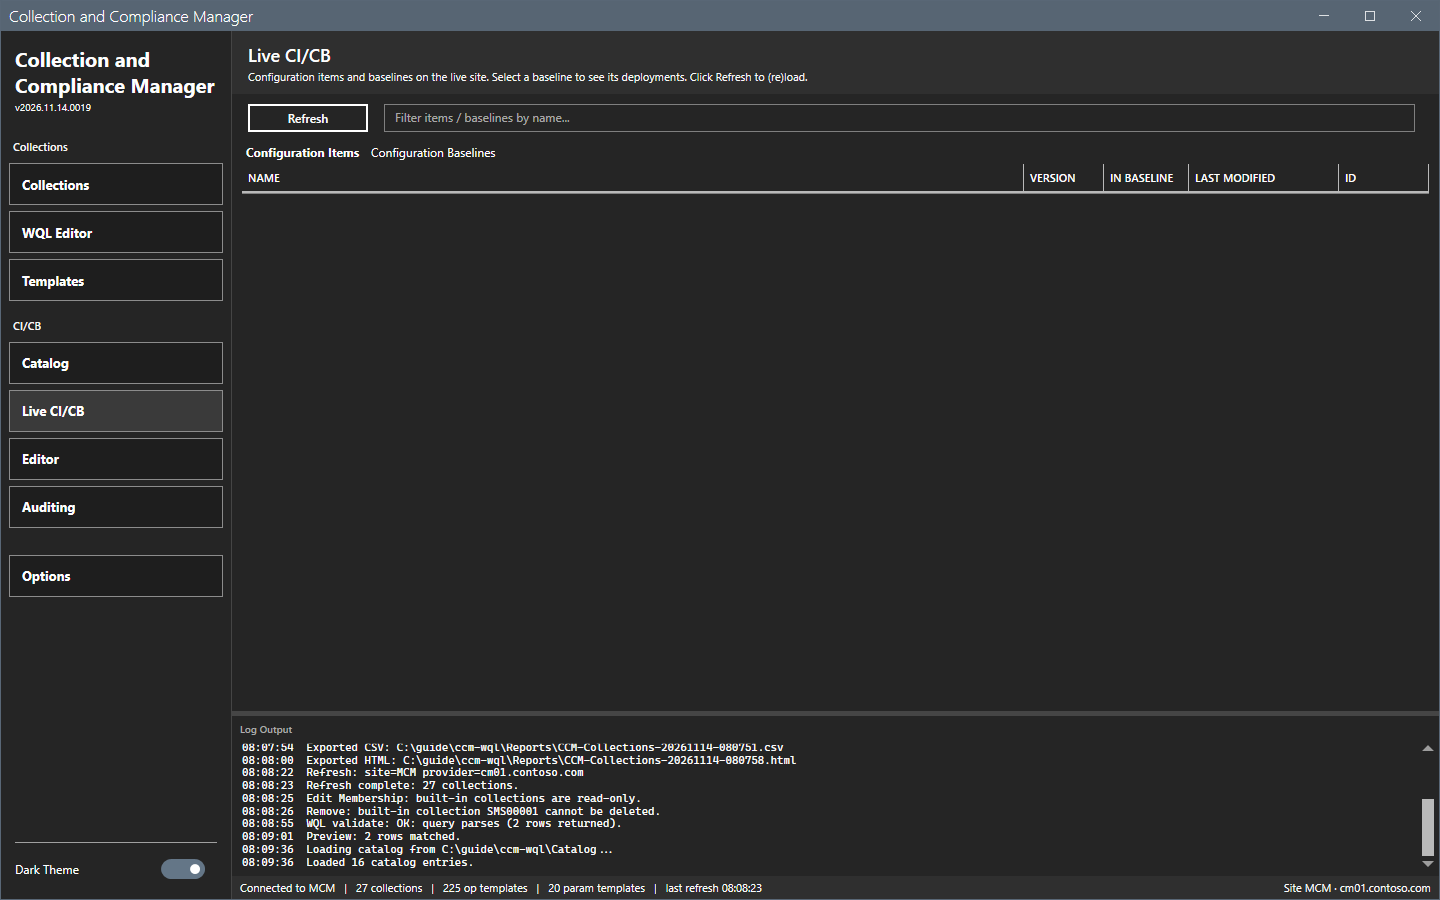 Collection and Compliance Manager
Collection and
Compliance Manager
v2026.11.14.0019
Collections
Collections
WQL Editor
Templates
CI/CB
Catalog
Live CI/CB
Editor
Auditing
Options
Dark Theme
Live CI/CB
Configuration items and baselines on the live site. Select a baseline to see its deployments. Click Refresh to (re)load.
Refresh
Filter items / baselines by name...
Configuration Items Configuration Baselines
NAME VERSION IN BASELINE LAST MODIFIED ID
Log Output
08:07:54 Exported CSV: C:\guide\ccm-wql\Reports\CCM-Collections-20261114-080751.csv
08:08:00 Exported HTML: C:\guide\ccm-wql\Reports\CCM-Collections-20261114-080758.html
08:08:22 Refresh: site=MCM provider=cm01.contoso.com
08:08:23 Refresh complete: 27 collections.
08:08:25 Edit Membership: built-in collections are read-only.
08:08:26 Remove: built-in collection SMS00001 cannot be deleted.
08:08:55 WQL validate: OK: query parses (2 rows returned).
08:09:01 Preview: 2 rows matched.
08:09:36 Loading catalog from C:\guide\ccm-wql\Catalog...
08:09:36 Loaded 16 catalog entries.
Connected to MCM | 27 collections | 225 op templates | 20 param templates | last refresh 08:08:23
Site MCM · cm01.contoso.com